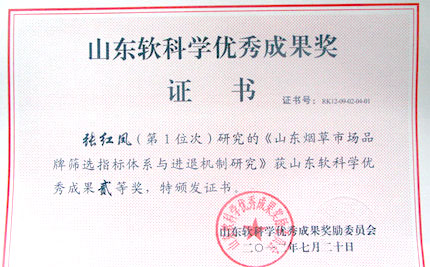 山东软科学优秀成果奖
证 书
证书号：RK12-09-02-04-01
张红凤（第1位次）研究的《山东烟草市场品
牌筛选指标体系与进退机制研究》获山东软科学优
秀成果贰等奖，特颁发证书。
山东软科学优秀成果奖励委员会
年七月二十日